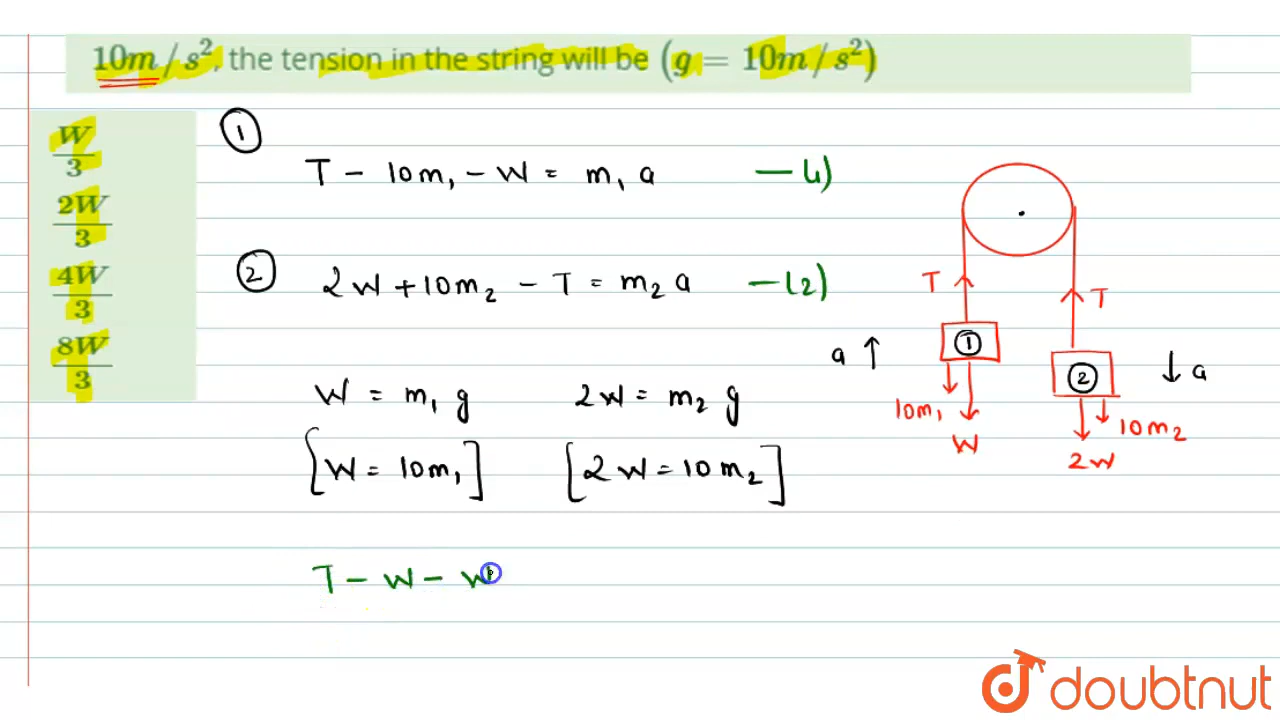 10m/s², the tension in the string will be (g = 10m/s²)
W/3
2W/3
4W/3
8W/3
①
T - 10m₁ - W = m₁ a —(1)
② 2W + 10m₂ - T = m₂ a —(2)
W = m₁ g 2W = m₂ g
[W = 10m₁] [2W = 10m₂]
T - W - W
T
T
a ↑
①
②
↓ a
10m₁
W
10m₂
2W
doubtnut